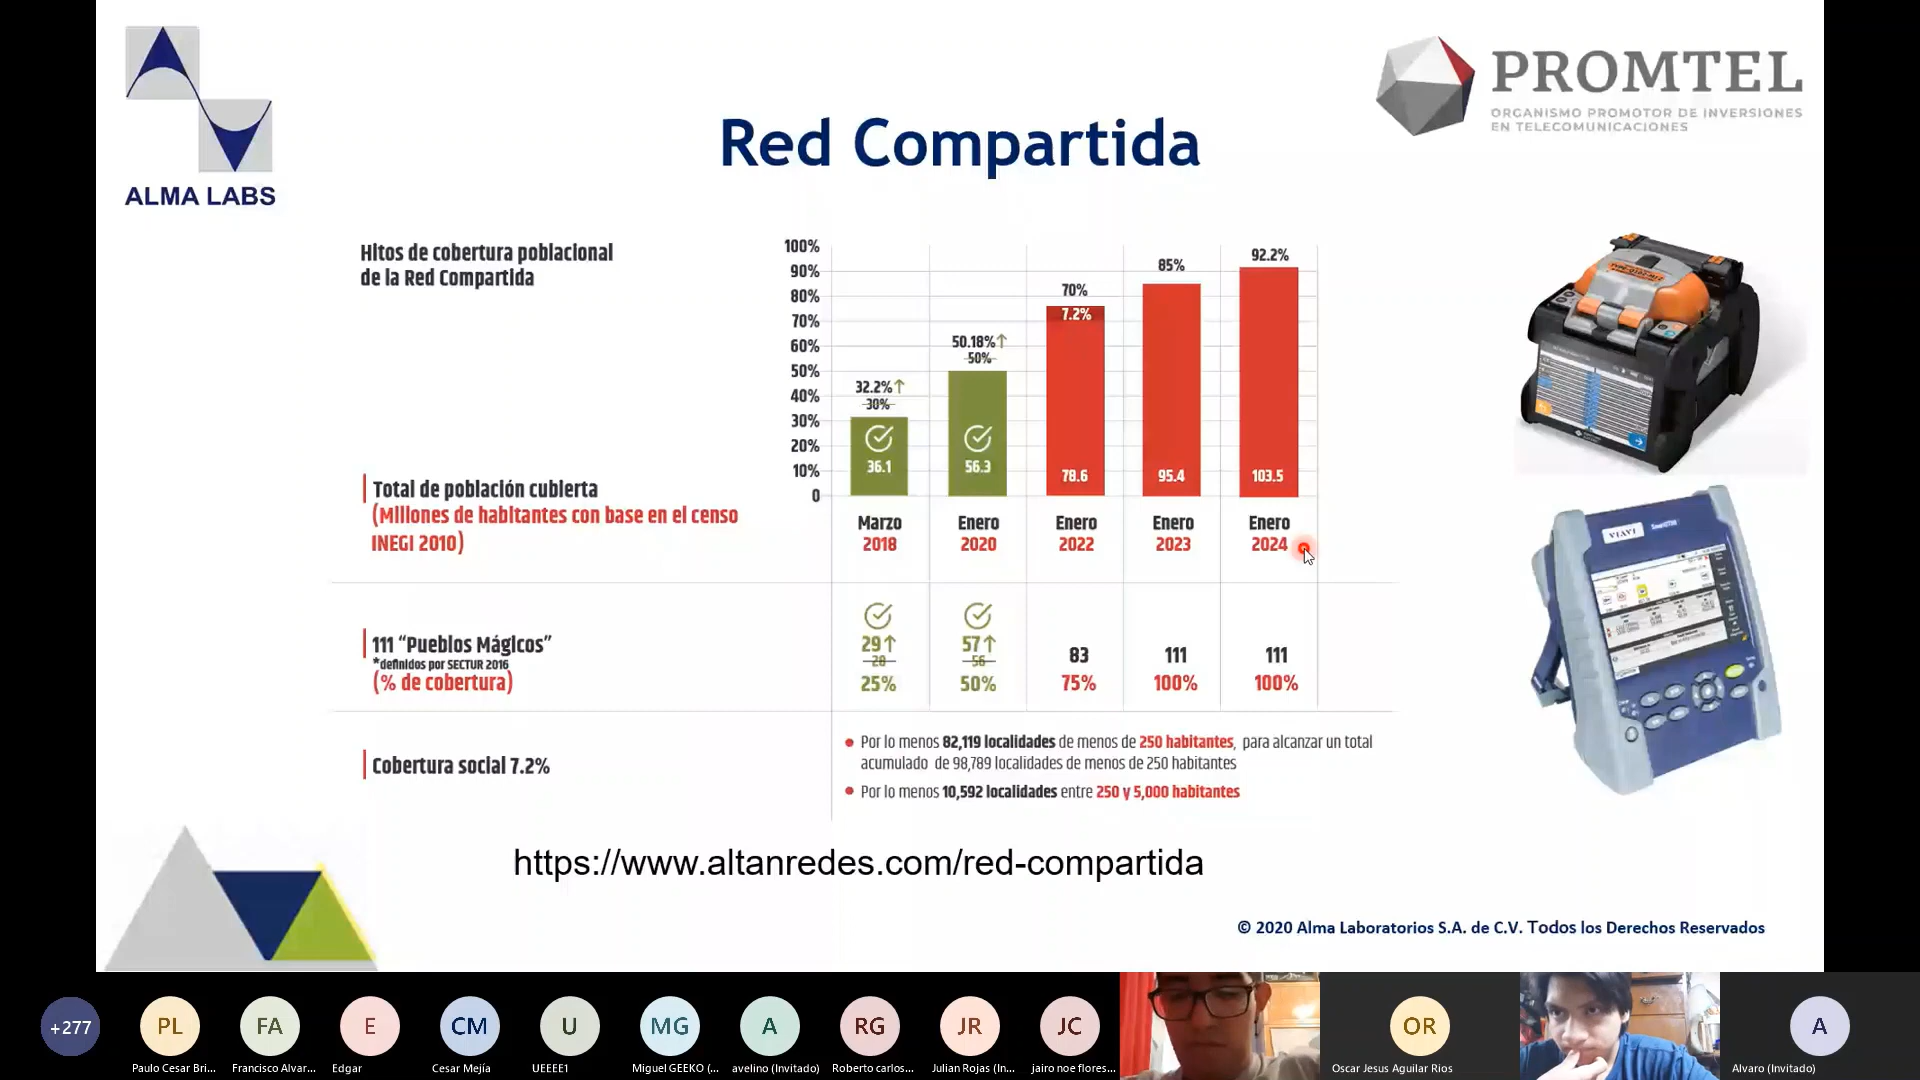 ALMA LABS
PROMTEL
ORGANISMO PROMOTOR DE INVERSIONES
EN TELECOMUNICACIONES
Red Compartida
Hitos de cobertura poblacional
de la Red Compartida
100%
90%
80%
70%
60%
50%
40%
30%
20%
10%
0
32.2%↑
30%
36.1
50.18%↑
50%
56.3
70%
7.2%
78.6
85%
95.4
92.2%
103.5
Total de población cubierta
(Millones de habitantes con base en el censo
INEGI 2010)
Marzo
2018
Enero
2020
Enero
2022
Enero
2023
Enero
2024
111 “Pueblos Mágicos”
*definidos por SECTUR 2016
(% de cobertura)
29↑
28
25%
57↑
56
50%
83
75%
111
100%
111
100%
Cobertura social 7.2%
Por lo menos 82,119 localidades de menos de 250 habitantes, para alcanzar un total
acumulado de 98,789 localidades de menos de 250 habitantes
Por lo menos 10,592 localidades entre 250 y 5,000 habitantes
VIAVI
https://www.altanredes.com/red-compartida
© 2020 Alma Laboratorios S.A. de C.V. Todos los Derechos Reservados
+277
PL
FA
E
CM
U
MG
A
RG
JR
JC
OR
A
Paulo Cesar Bri...
Francisco Alvar...
Edgar
Cesar Mejía
UEEEE1
Miguel GEEKO (...
avelino (Invitado)
Roberto carlos...
Julian Rojas (In...
jairo noe flores...
Oscar Jesus Aguilar Rios
Alvaro (Invitado)